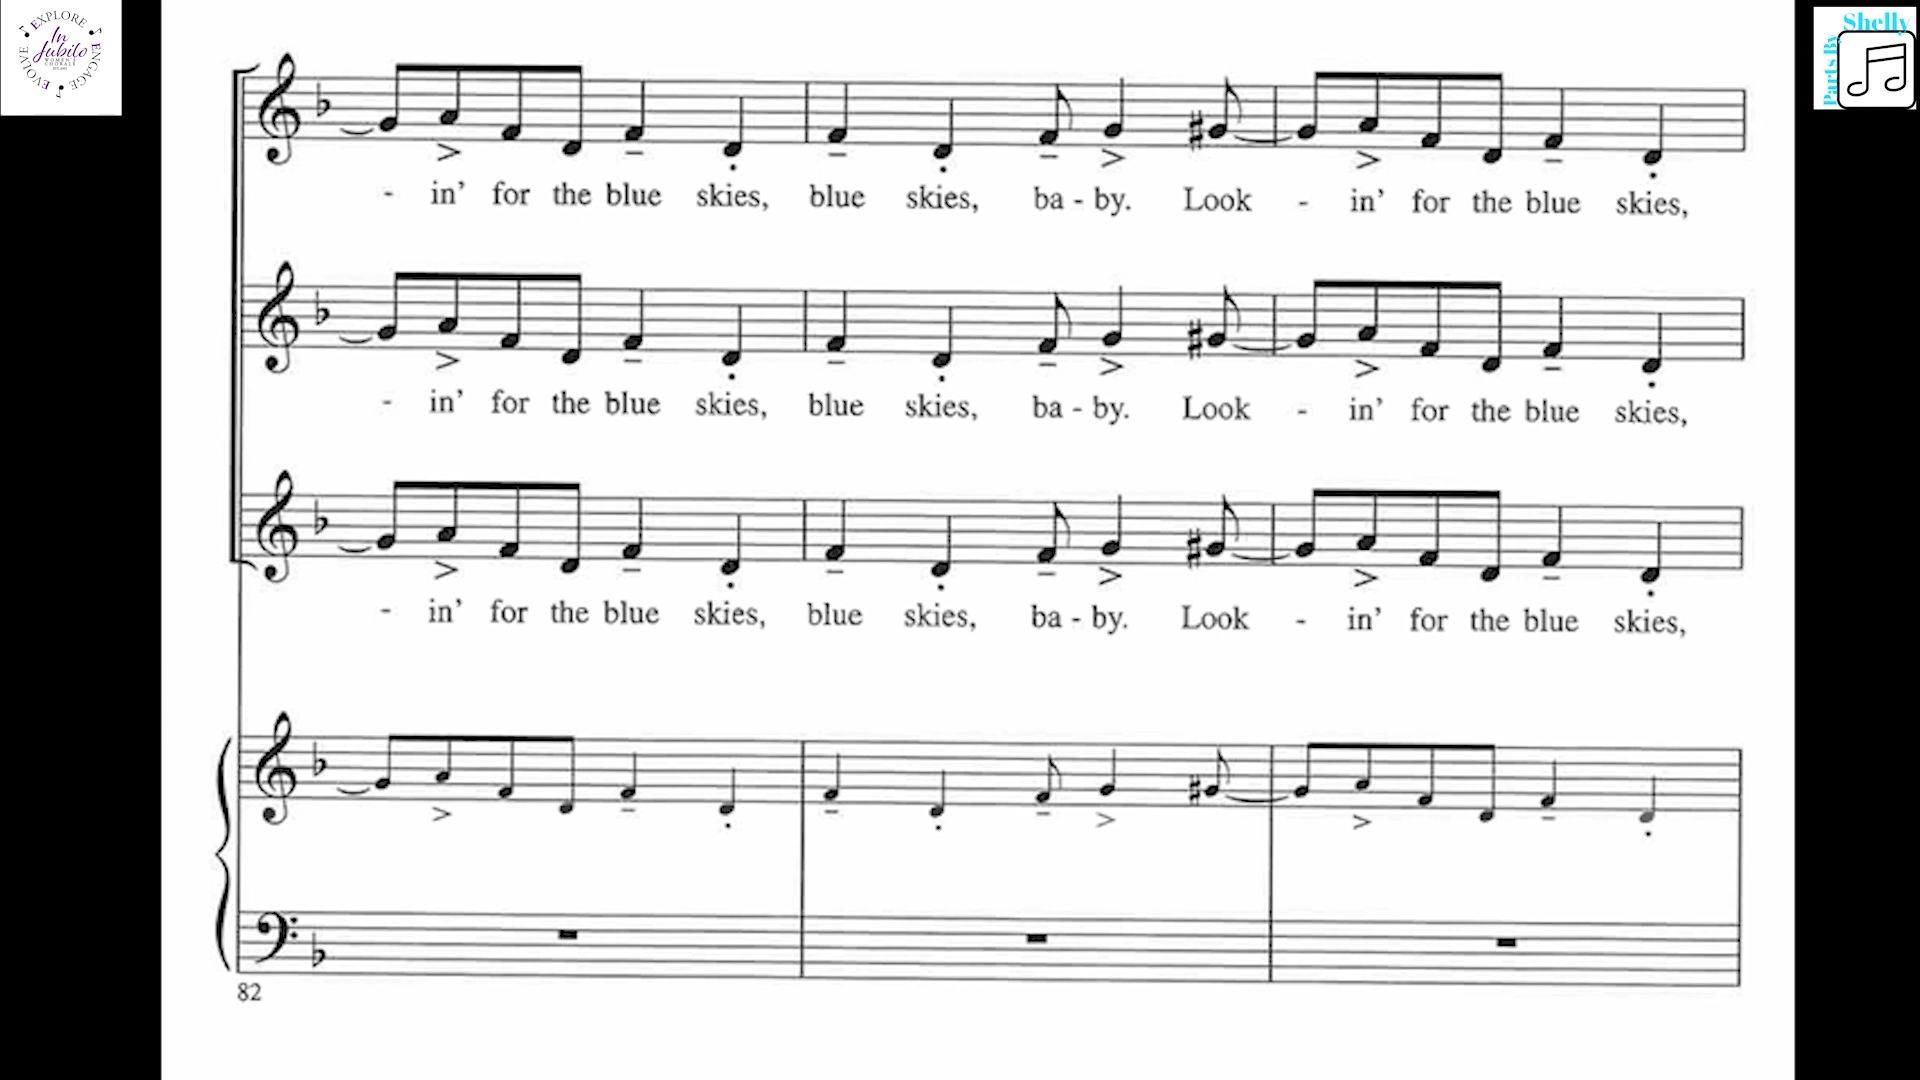 EXPLORE ENGAGE EVOLVE
In
Jubilo
WOMEN'S
CHORALE
Parts By
Shelly
- in’ for the blue skies, blue skies, ba - by. Look - in’ for the blue skies,
- in’ for the blue skies, blue skies, ba - by. Look - in’ for the blue skies,
- in’ for the blue skies, blue skies, ba - by. Look - in’ for the blue skies,
82